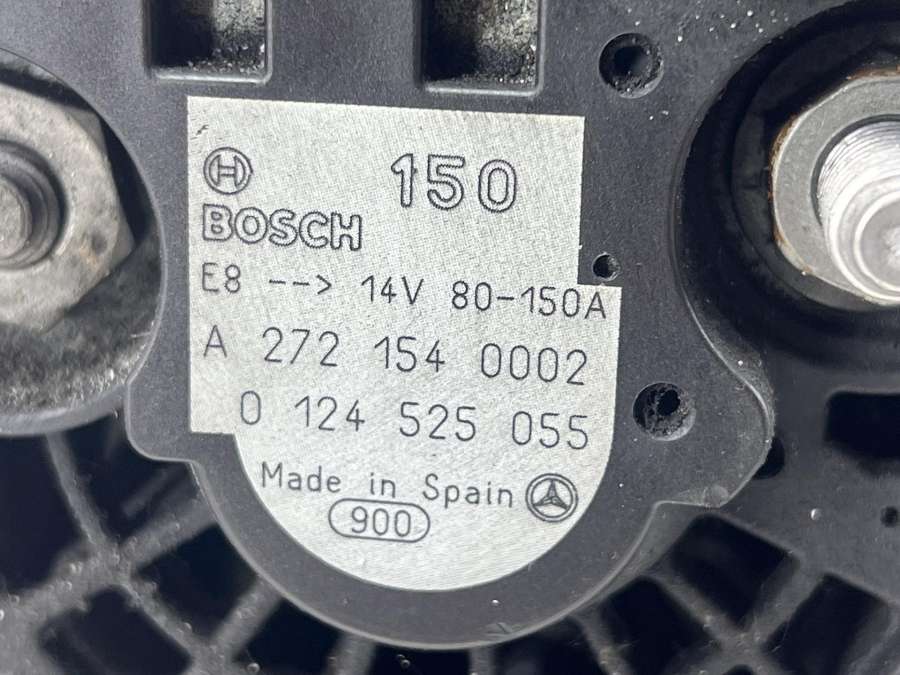 150
BOSCH
E8 --> 14V 80-150A
A 272 154 0002
0 124 525 055
Made in Spain
900